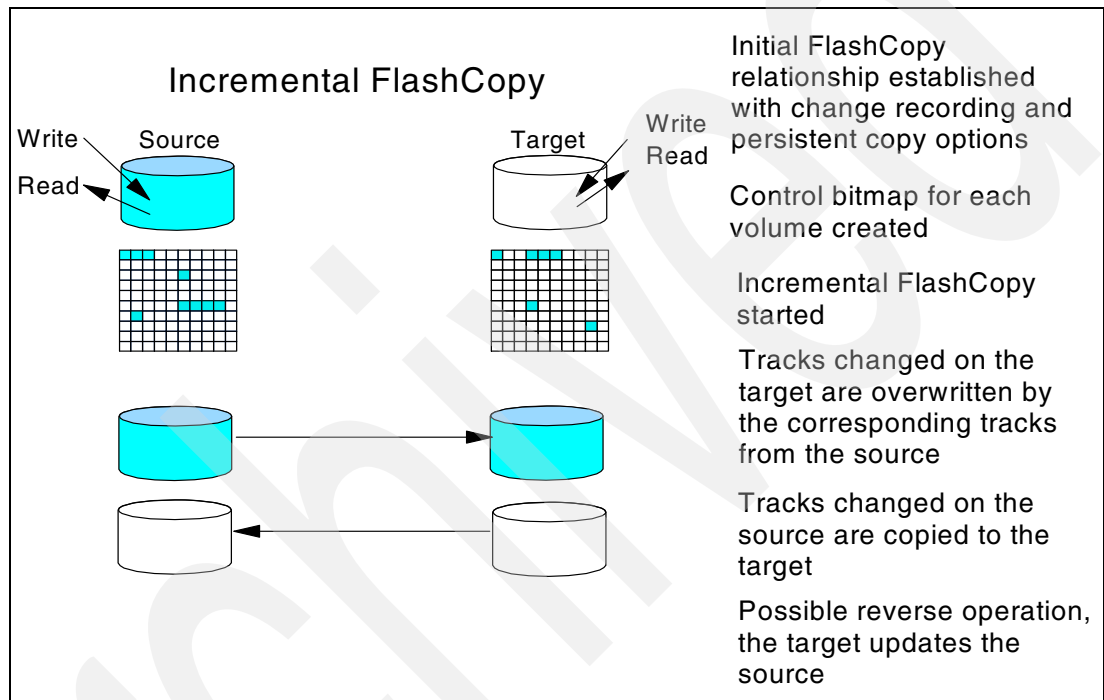 Incremental FlashCopy
Write
Source
Read
Target
Write
Read
Initial FlashCopy
relationship established
with change recording and
persistent copy options
Control bitmap for each
volume created
Incremental FlashCopy
started
Tracks changed on the
target are overwritten by
the corresponding tracks
from the source
Tracks changed on the
source are copied to the
target
Possible reverse operation,
the target updates the
source